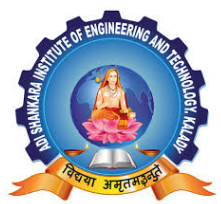 ADI SHANKARA INSTITUTE OF ENGINEERING AND TECHNOLOGY, KALADY
विद्यया अमृतमश्नुते